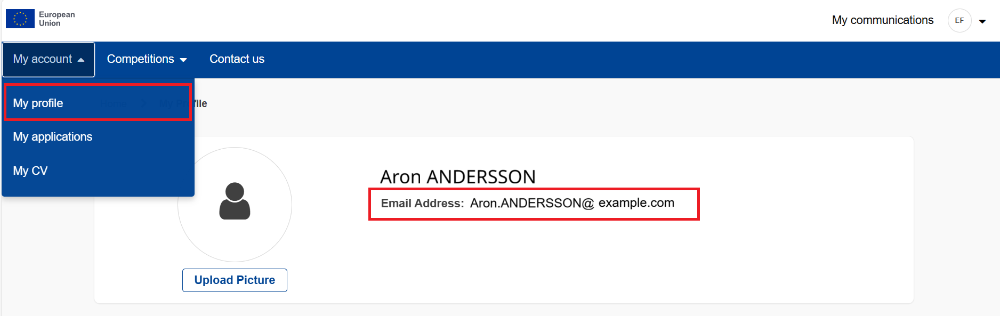 European
Union
My communications
EF
My account
Competitions
Contact us
My profile
Home > My Profile
My applications
My CV
Aron ANDERSSON
Email Address: Aron.ANDERSSON@ example.com
Upload Picture